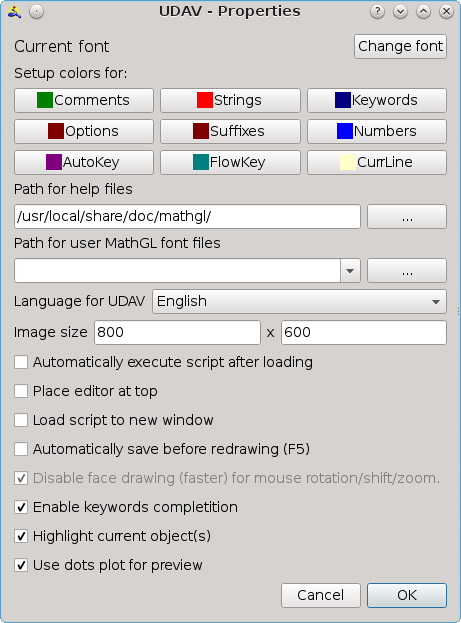 UDAV - Properties
Current font Change font
Setup colors for:
Comments Strings Keywords
Options Suffixes Numbers
AutoKey FlowKey CurrLine
Path for help files
/usr/local/share/doc/mathgl/ ...
Path for user MathGL font files
...
Language for UDAV English
Image size 800 x 600
Automatically execute script after loading
Place editor at top
Load script to new window
Automatically save before redrawing (F5)
Disable face drawing (faster) for mouse rotation/shift/zoom.
Enable keywords completition
Highlight current object(s)
Use dots plot for preview
Cancel OK